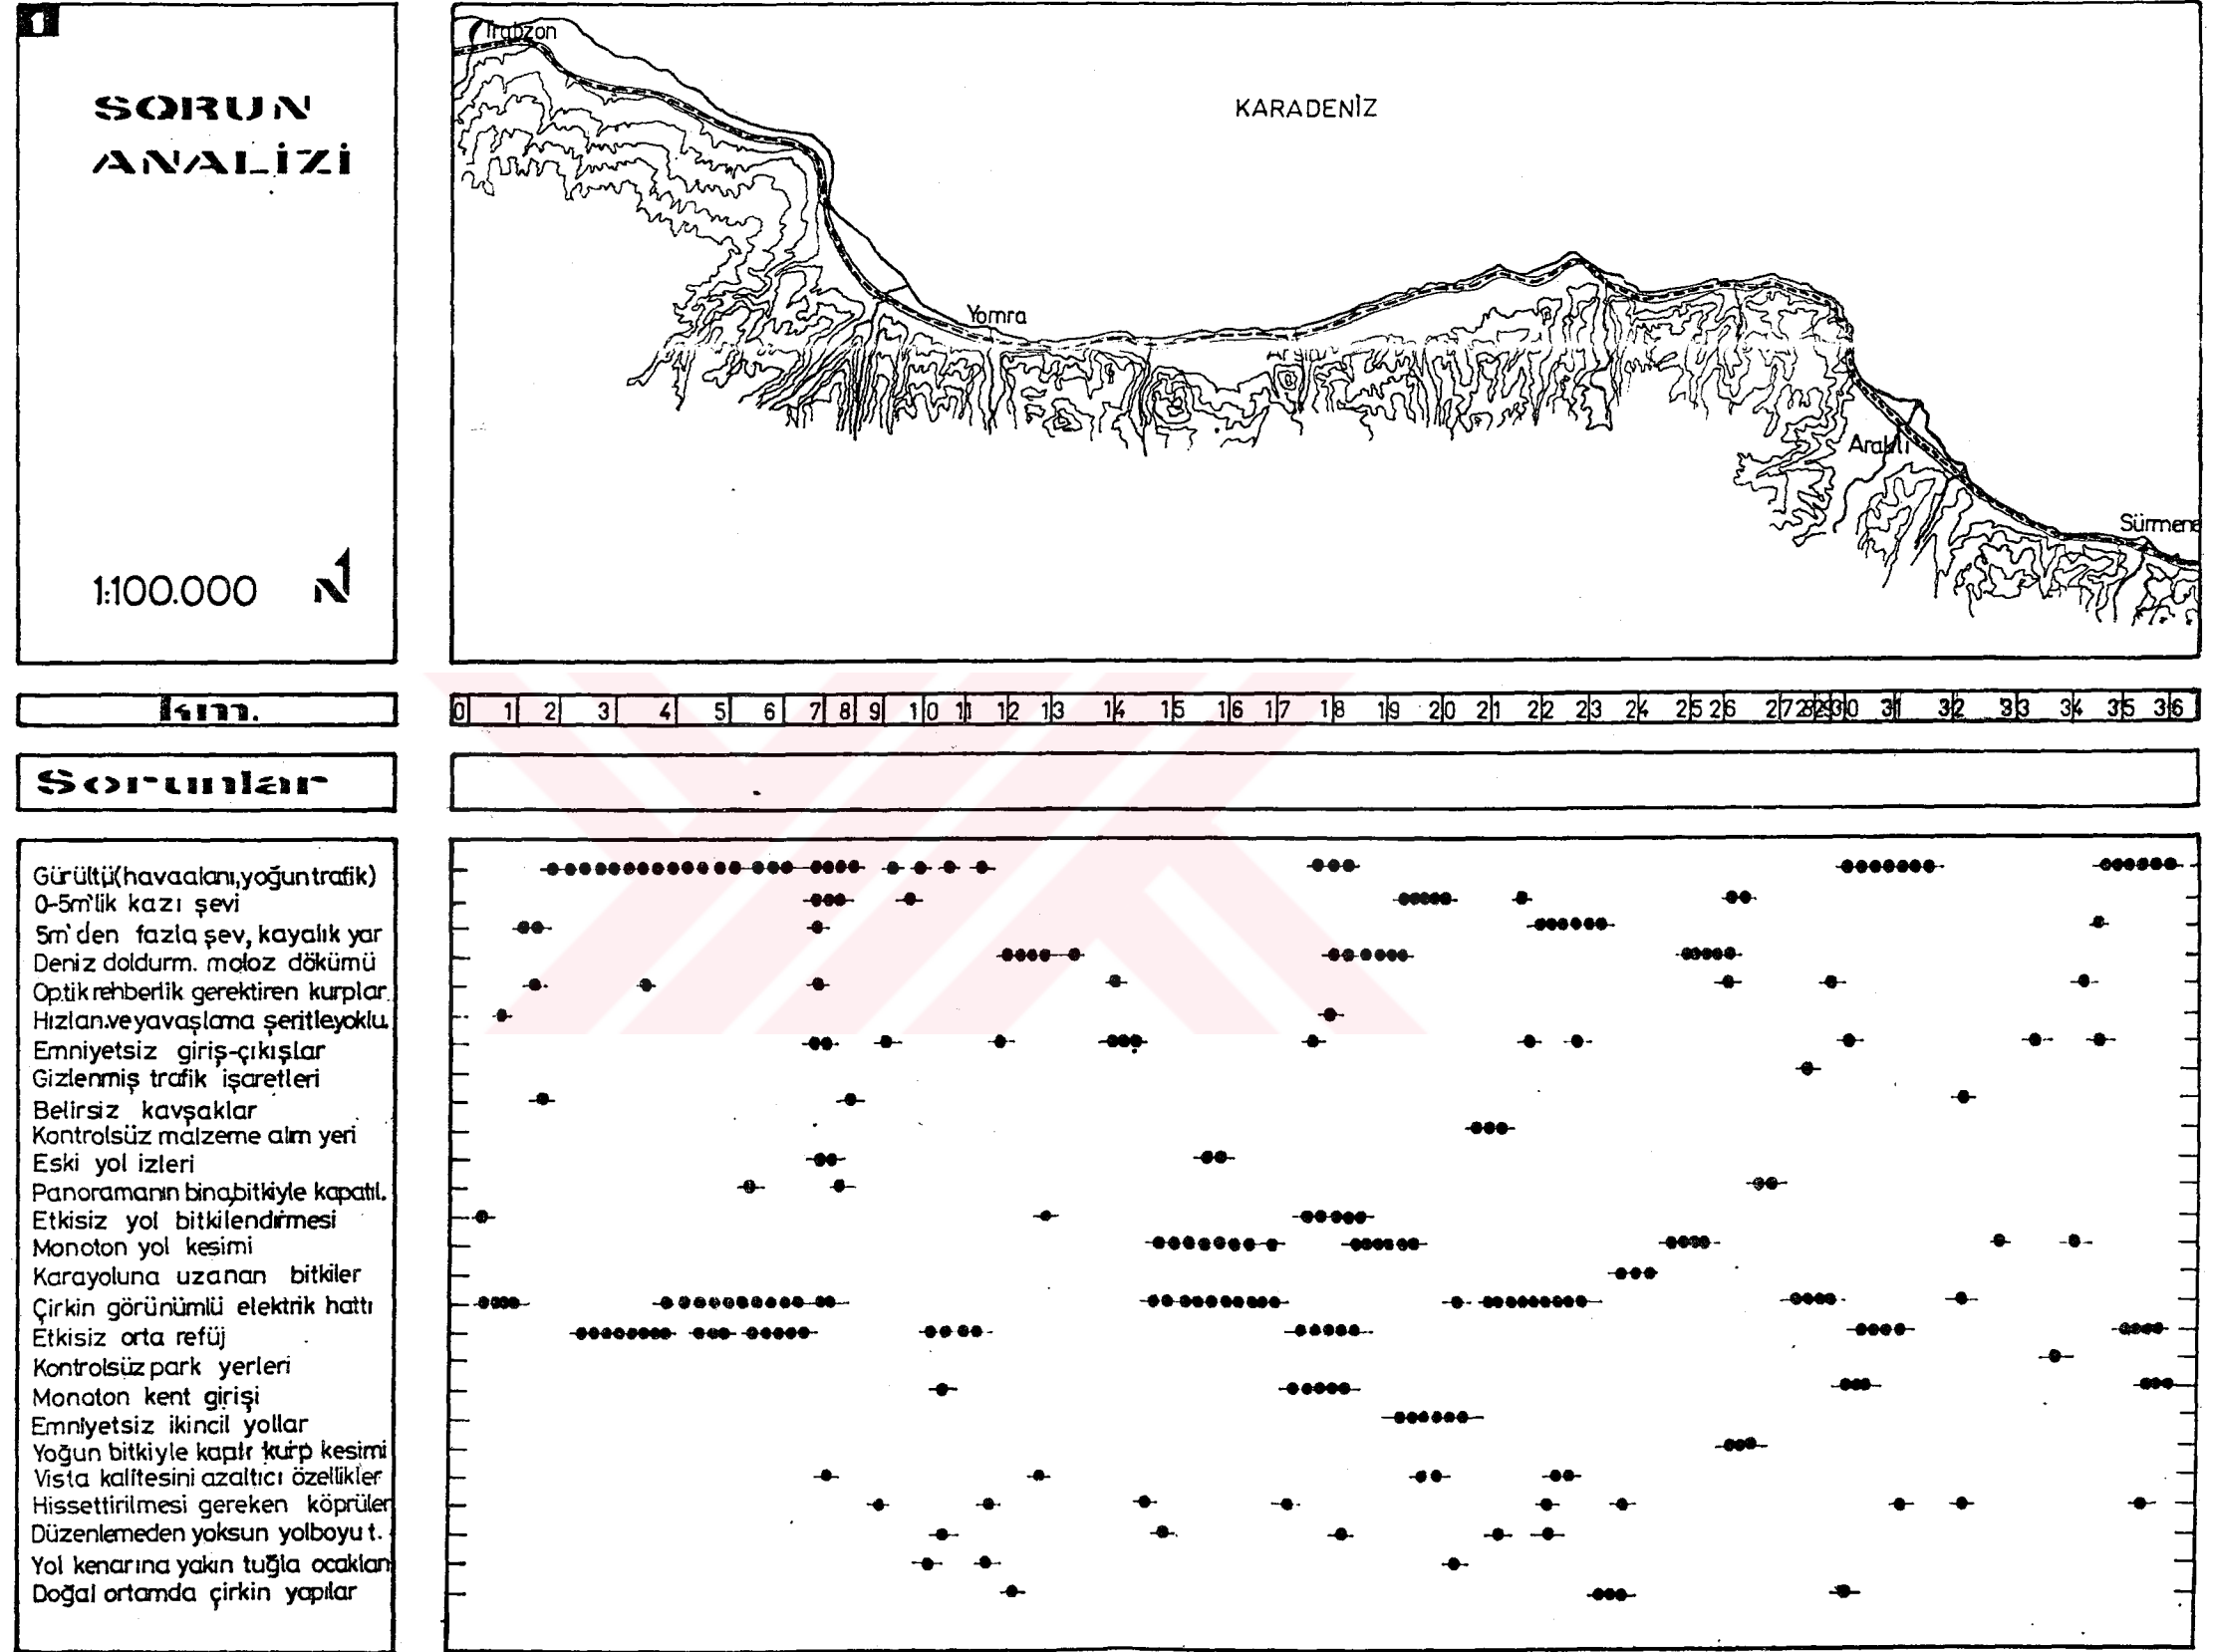 1
SORUN
ANALİZİ
1:100.000 N
Trabzon
KARADENİZ
Yomra
Arsin
Araklı
Sürmene
km.
0 1 2 3 4 5 6 7 8 9 10 11 12 13 14 15 16 17 18 19 20 21 22 23 24 25 26 27 28 29 30 31 32 33 34 35 36
Sorunlar
Gürültü(havaalanı,yoğun trafik)
0-5m'lik kazı şevi
5m'den fazla şev, kayalık yar
Deniz doldurm. moloz dökümü
Optik rehberlik gerektiren kurplar.
Hızlan.ve yavaşlama şeritleyoklu.
Emniyetsiz giriş-çıkışlar
Gizlenmiş trafik işaretleri
Belirsiz kavşaklar
Kontrolsüz malzeme alm yeri
Eski yol izleri
Panoramanın bina,bitkiyle kapatıl.
Etkisiz yol bitkilendirmesi
Monoton yol kesimi
Karayoluna uzanan bitkiler
Çirkin görünümlü elektrik hattı
Etkisiz orta refüj
Kontrolsüz park yerleri
Monoton kent girişi
Emniyetsiz ikincil yollar
Yoğun bitkiyle kaplı kurp kesimi
Vista kalitesini azaltıcı özellikler
Hissettirilmesi gereken köprüler
Düzenlemeden yoksun yolboyu t.
Yol kenarına yakın tuğla ocakları
Doğal ortamda çirkin yapılar